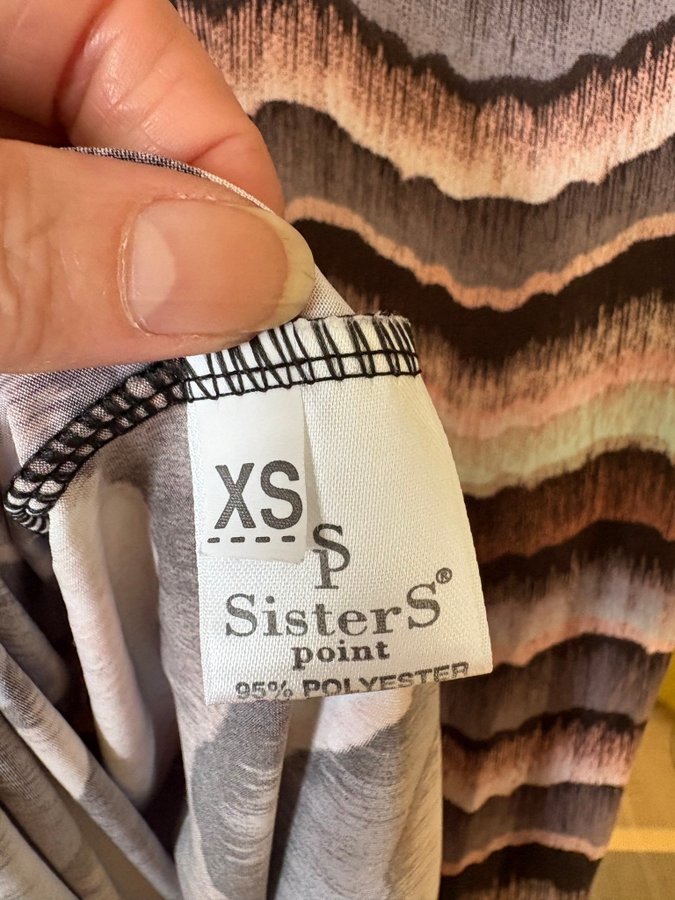 XS
SP
SisterS®
point
95% POLYESTER